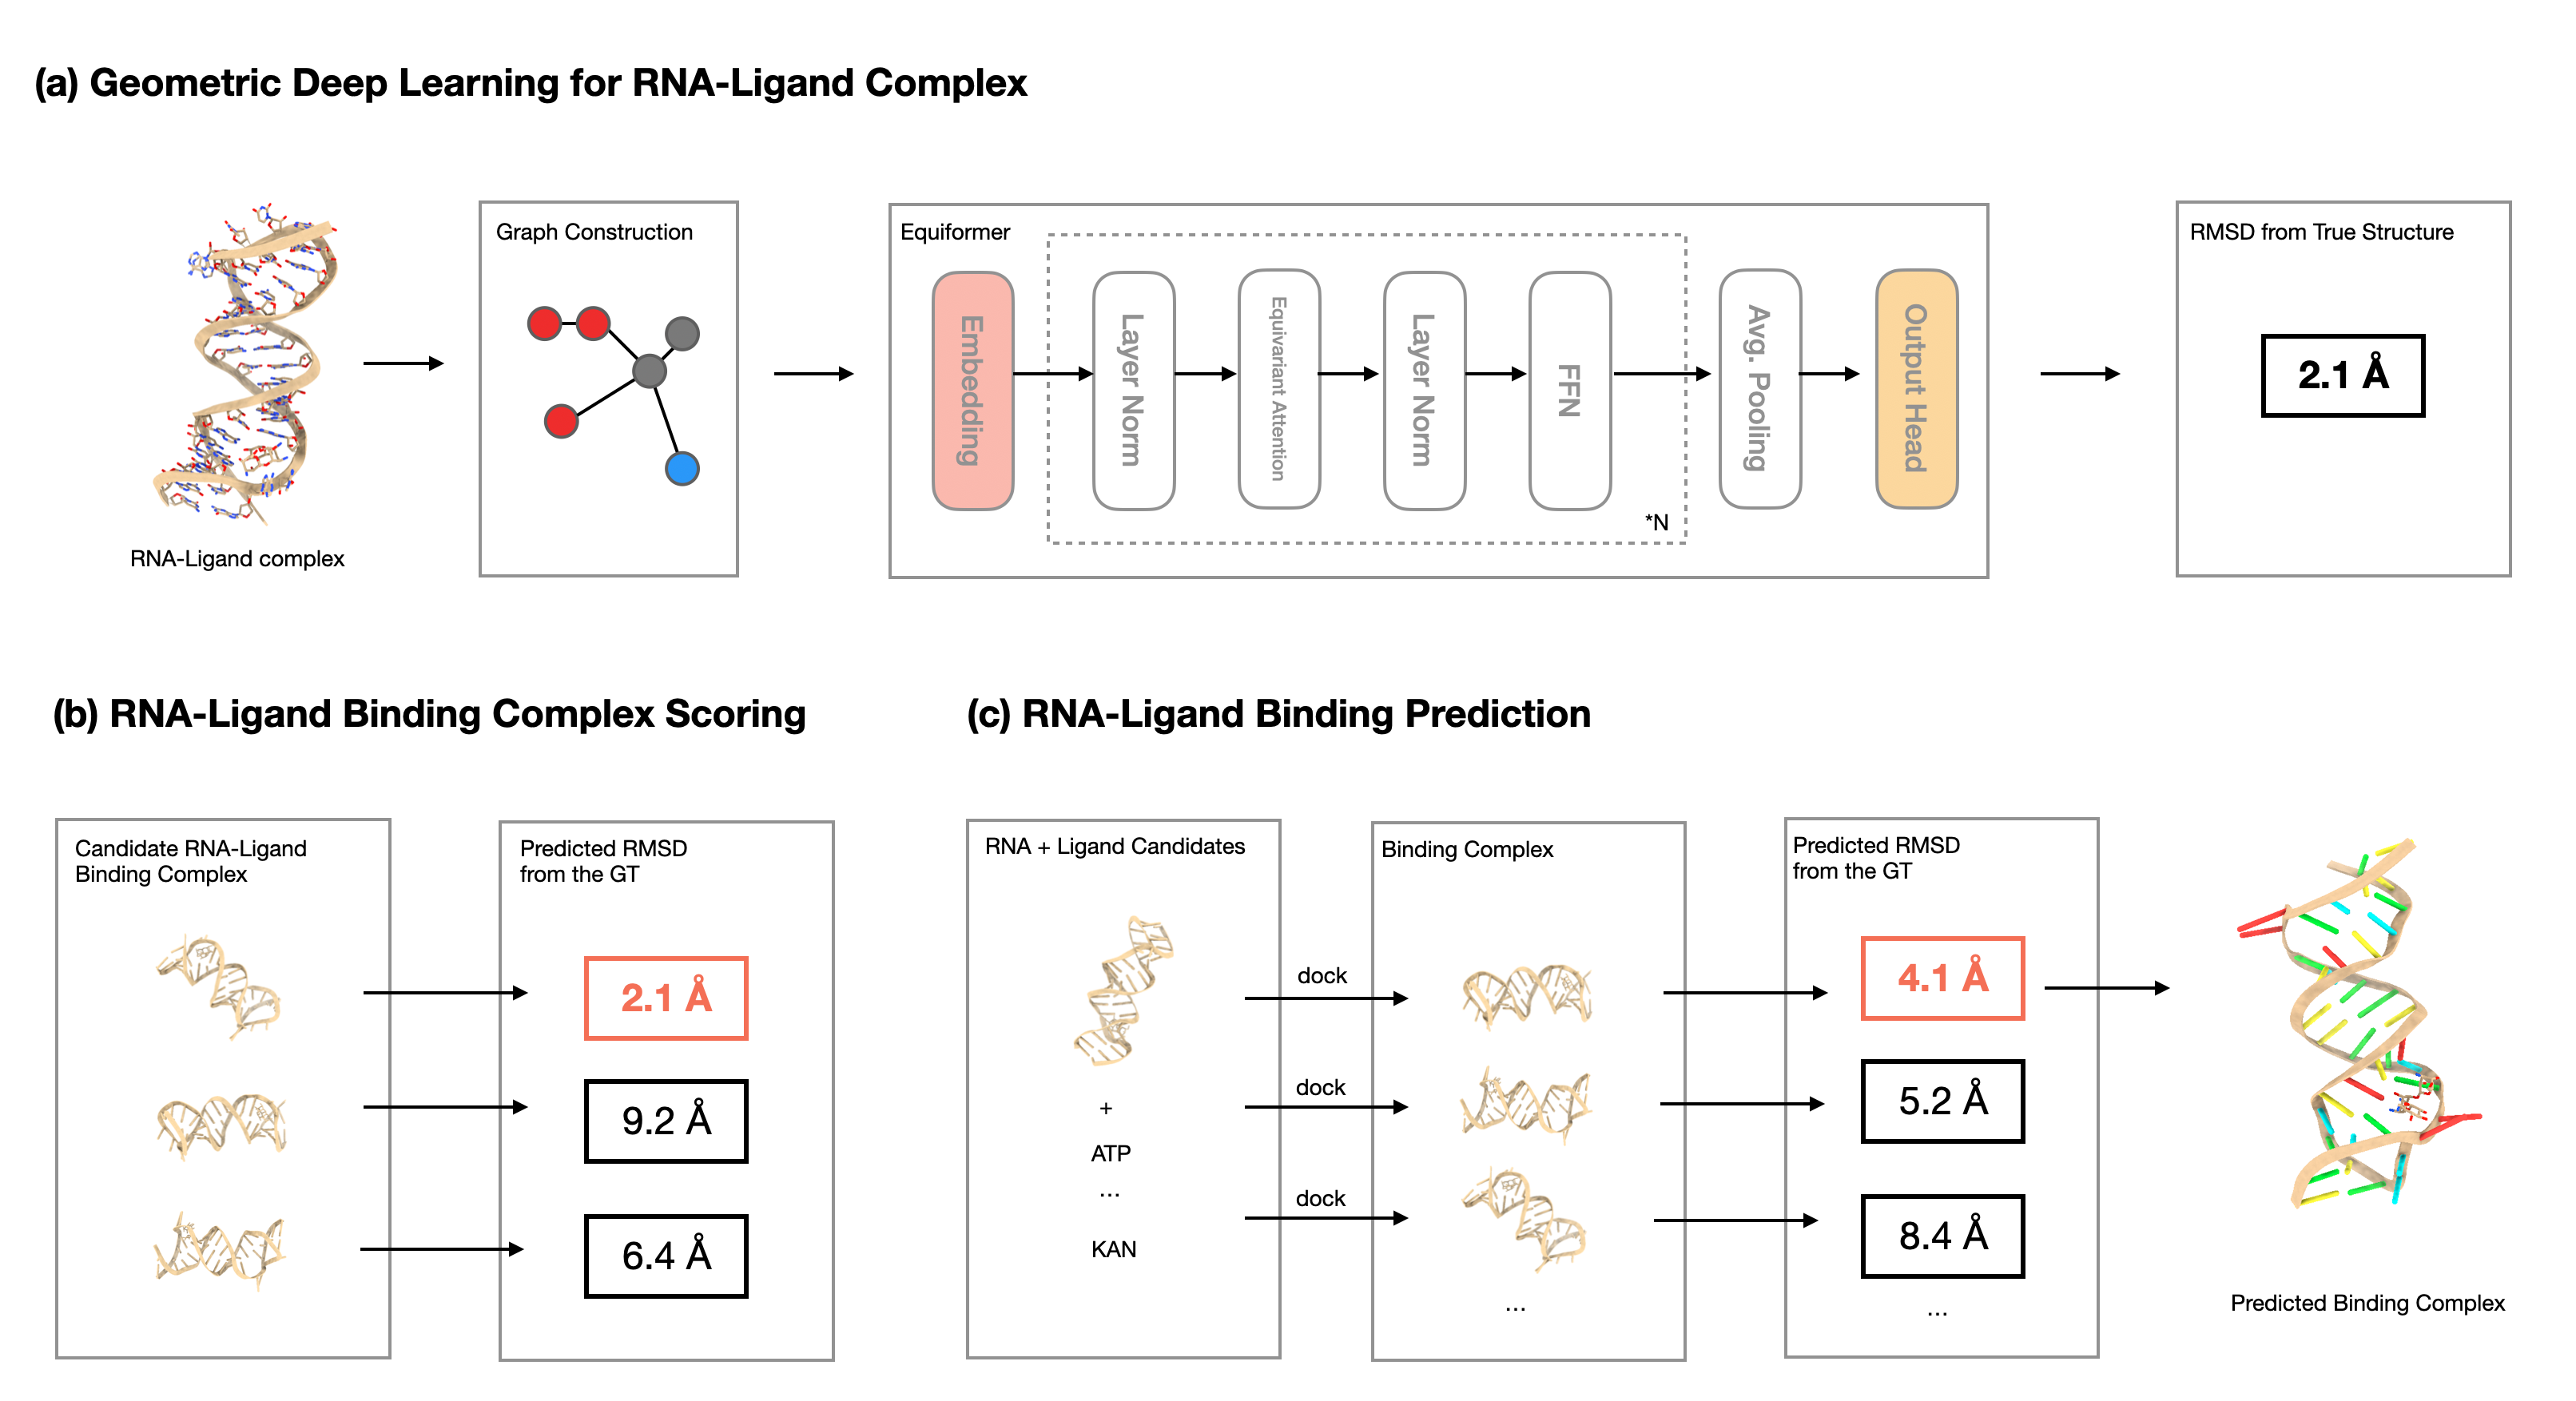 (a) Geometric Deep Learning for RNA-Ligand Complex
RNA-Ligand complex
Graph Construction
Equiformer
Embedding
Layer Norm
Equivariant Attention
Layer Norm
FFN
*N
Avg. Pooling
Output Head
RMSD from True Structure
2.1 Å
(b) RNA-Ligand Binding Complex Scoring
Candidate RNA-Ligand
Binding Complex
Predicted RMSD
from the GT
2.1 Å
9.2 Å
6.4 Å
(c) RNA-Ligand Binding Prediction
RNA + Ligand Candidates
+
ATP
...
KAN
dock
dock
dock
Binding Complex
...
Predicted RMSD
from the GT
4.1 Å
5.2 Å
8.4 Å
...
Predicted Binding Complex